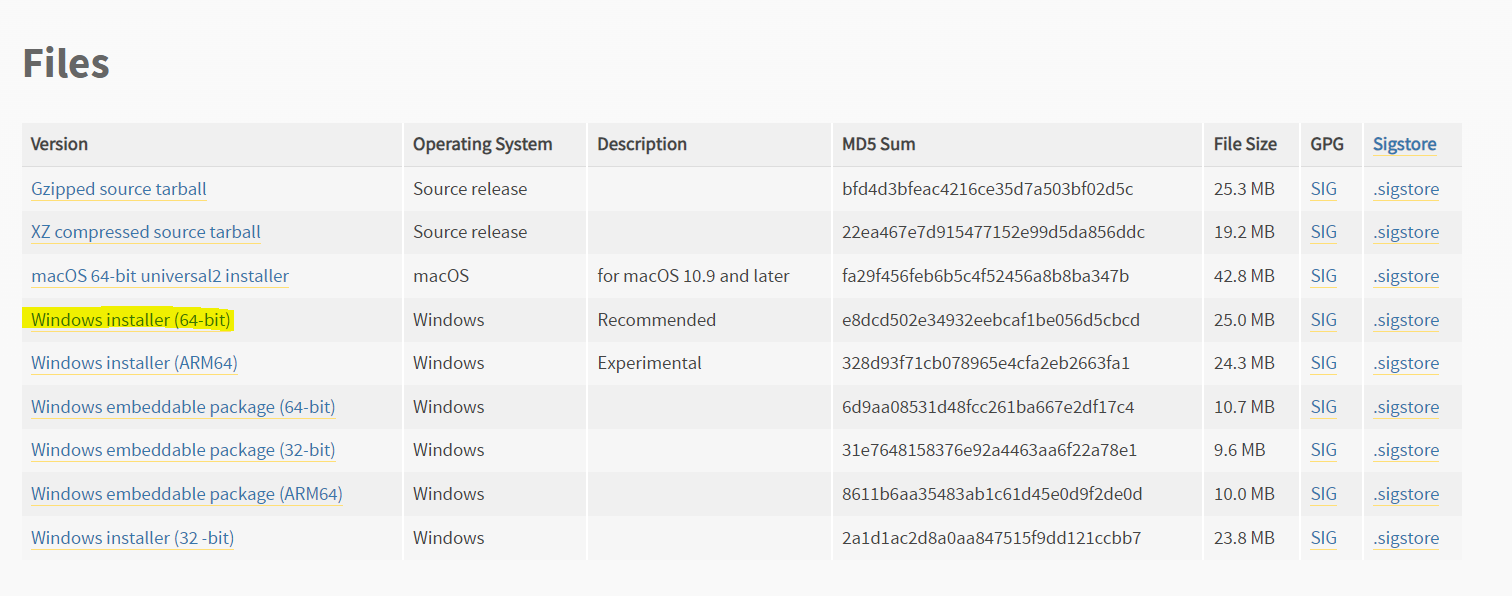 Files
Version Operating System Description MD5 Sum File Size GPG Sigstore
Gzipped source tarball Source release bfd4d3bfeac4216ce35d7a503bf02d5c 25.3 MB SIG .sigstore
XZ compressed source tarball Source release 22ea467e7d915477152e99d5da856ddc 19.2 MB SIG .sigstore
macOS 64-bit universal2 installer macOS for macOS 10.9 and later fa29f456feb6b5c4f52456a8b8ba347b 42.8 MB SIG .sigstore
Windows installer (64-bit) Windows Recommended e8dcd502e34932eebcaf1be056d5cbcd 25.0 MB SIG .sigstore
Windows installer (ARM64) Windows Experimental 328d93f71cb078965e4cfa2eb2663fa1 24.3 MB SIG .sigstore
Windows embeddable package (64-bit) Windows 6d9aa08531d48fcc261ba667e2df17c4 10.7 MB SIG .sigstore
Windows embeddable package (32-bit) Windows 31e7648158376e92a4463aa6f22a78e1 9.6 MB SIG .sigstore
Windows embeddable package (ARM64) Windows 8611b6aa35483ab1c61d45e0d9f2de0d 10.0 MB SIG .sigstore
Windows installer (32 -bit) Windows 2a1d1ac2d8a0aa847515f9dd121ccbb7 23.8 MB SIG .sigstore